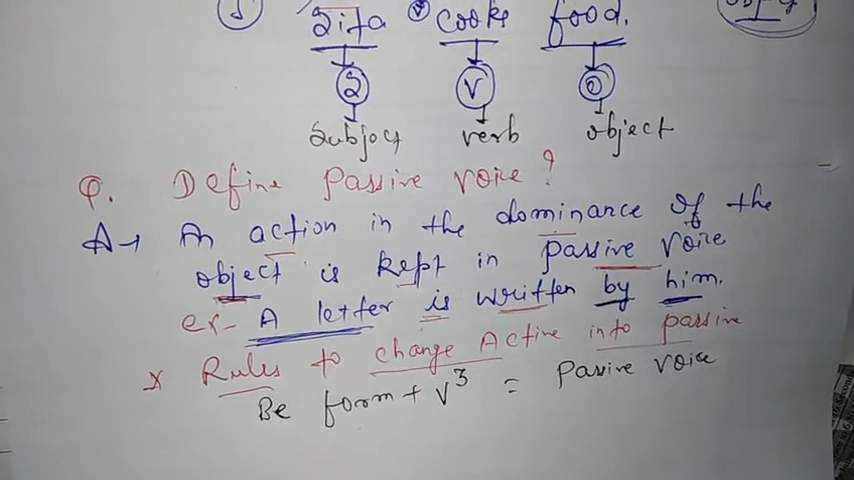 Sita cooks food.
S V O
Subject verb object
Q. Define passive voice?
A→ An action in the dominance of the
object is kept in passive voice
ex- A letter is written by him.
x Rules to change Active into passive
Be form + V3 = Passive voice